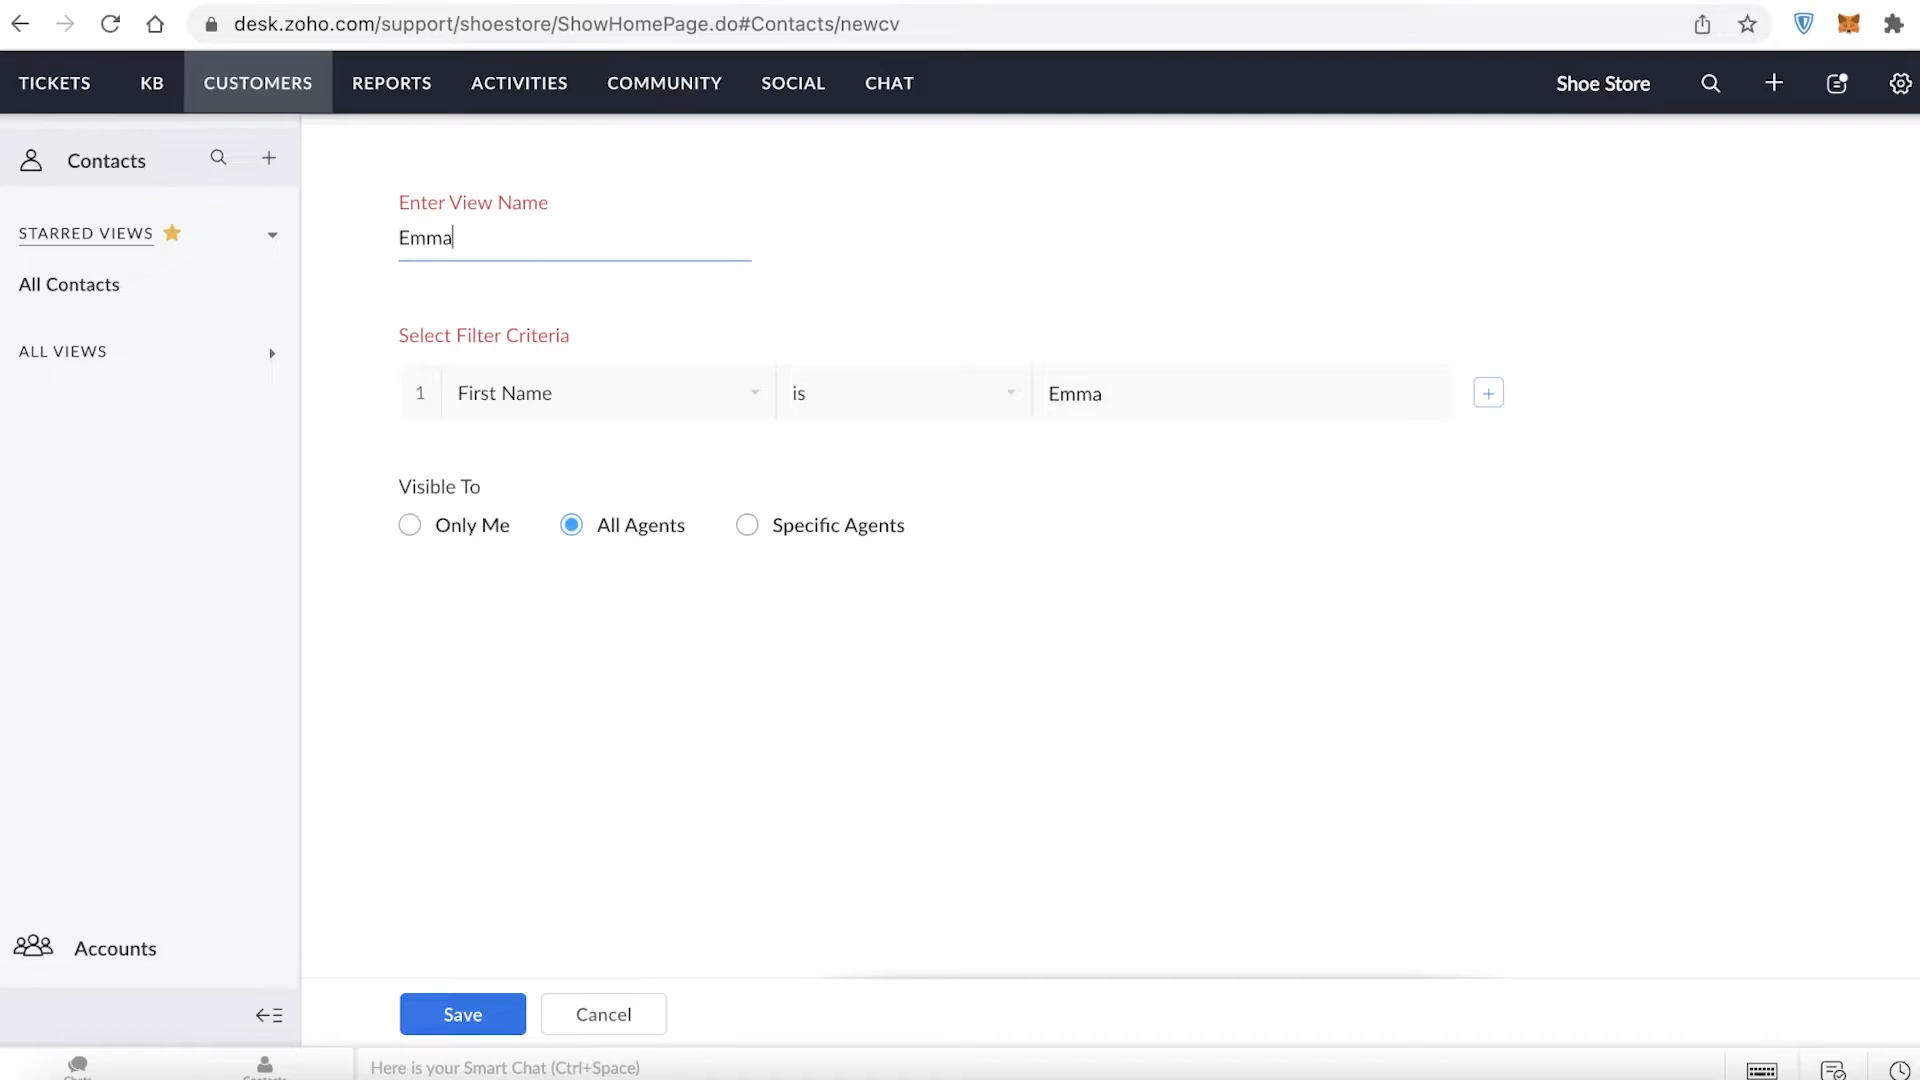 desk.zoho.com/support/shoestore/ShowHomePage.do#Contacts/newcv
TICKETS KB CUSTOMERS REPORTS ACTIVITIES COMMUNITY SOCIAL CHAT Shoe Store
Contacts
STARRED VIEWS
All Contacts
ALL VIEWS
Enter View Name
Emma
Select Filter Criteria
1 First Name is Emma
Visible To
Only Me All Agents Specific Agents
Accounts
Save Cancel
Here is your Smart Chat (Ctrl+Space)